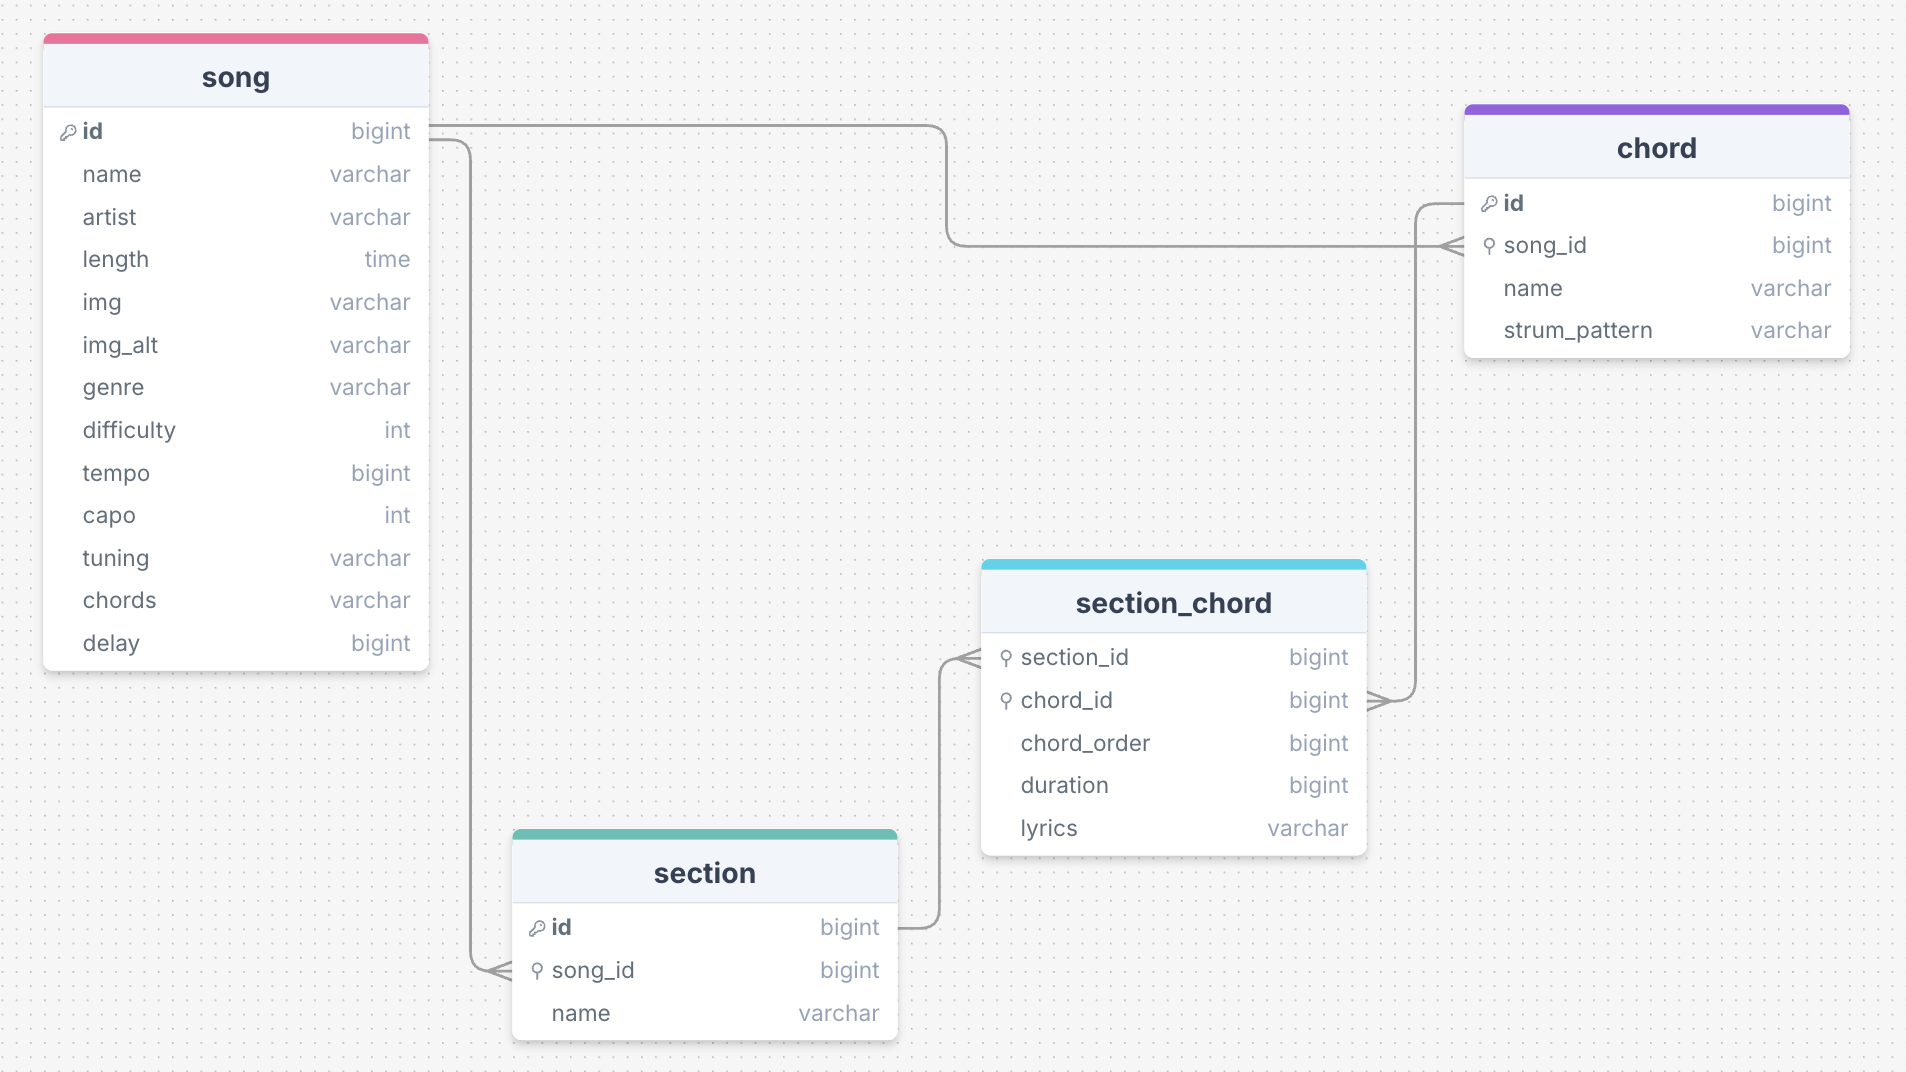 song
id bigint
name varchar
artist varchar
length time
img varchar
img_alt varchar
genre varchar
difficulty int
tempo bigint
capo int
tuning varchar
chords varchar
delay bigint
chord
id bigint
song_id bigint
name varchar
strum_pattern varchar
section_chord
section_id bigint
chord_id bigint
chord_order bigint
duration bigint
lyrics varchar
section
id bigint
song_id bigint
name varchar